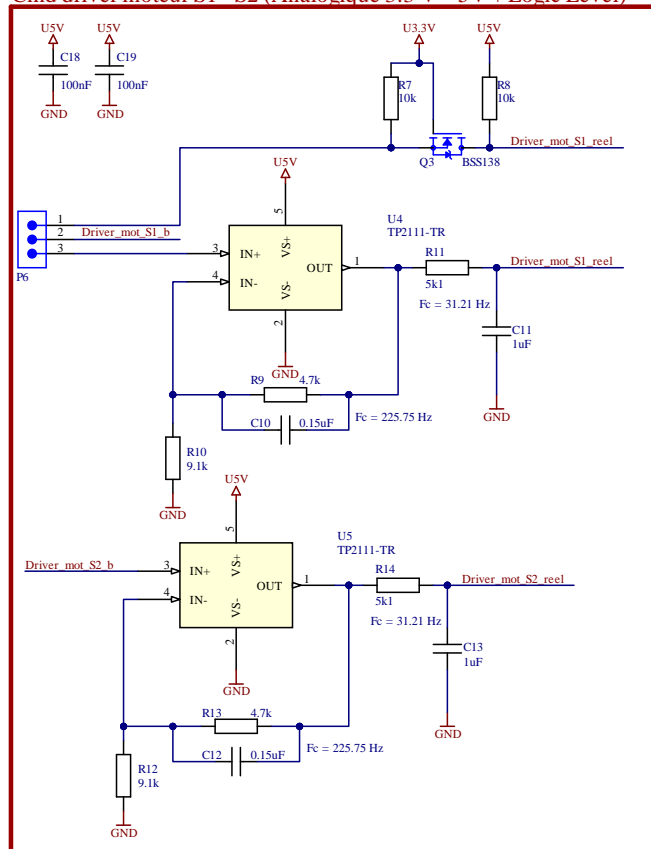 Cmd driver moteur S1 - S2 (Analogique 3.3 V - 5V + Logic Level)
U5V
U5V
U3.3V
U5V
C18
100nF
GND
C19
100nF
GND
R7
10k
R8
10k
Driver_mot_S1_reel
Q3
BSS138
U5V
U4
TP2111-TR
1
2
3
P6
Driver_mot_S1_b
5
3
IN+
VS+
4
IN-
VS-
OUT
1
2
R11
5k1
Driver_mot_S1_reel
Fc = 31.21 Hz
C11
1uF
GND
GND
R9
4.7k
C10
0.15uF
Fc = 225.75 Hz
R10
9.1k
GND
U5V
U5
TP2111-TR
5
Driver_mot_S2_b
3
IN+
VS+
4
IN-
VS-
OUT
1
2
R14
5k1
Driver_mot_S2_reel
Fc = 31.21 Hz
C13
1uF
GND
GND
R13
4.7k
C12
0.15uF
Fc = 225.75 Hz
R12
9.1k
GND